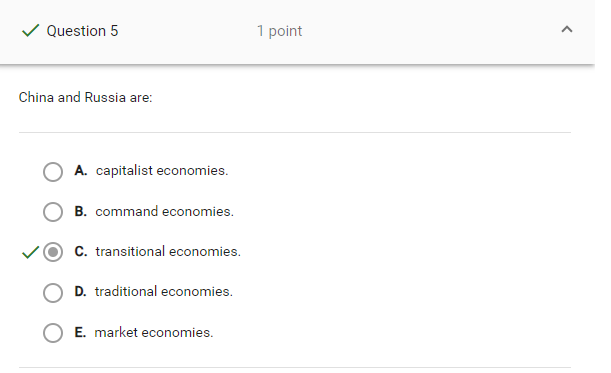 Question 5 1 point
China and Russia are:
A. capitalist economies.
B. command economies.
C. transitional economies.
D. traditional economies.
E. market economies.